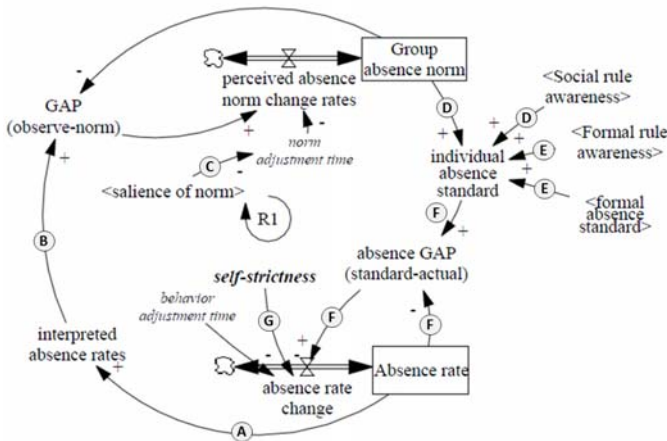 Group
absence norm
perceived absence
norm change rates
GAP
(observe-norm)
-
+
+
-
norm
adjustment time
C
-
<salience of norm>
R1
D
+
<Social rule
awareness>
D
+
<Formal rule
awareness>
E
+
individual
absence
standard
E
+
<formal
absence
standard>
F
+
absence GAP
(standard-actual)
B
self-strictness
behavior
adjustment time
G
F
+
-
F
-
interpreted
absence rates
+
-
-
Absence rate
absence rate
change
A